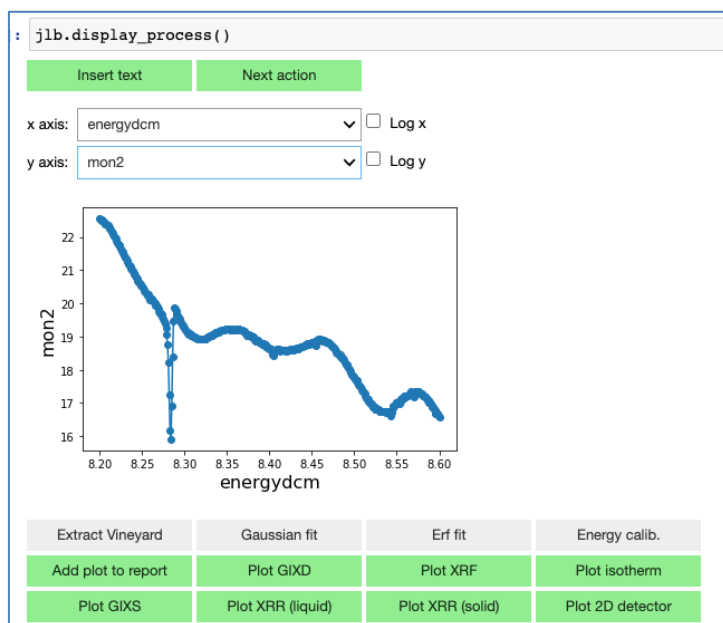 ]: jlb.display_process()
Insert text Next action
x axis: energydcm Log x
y axis: mon2 Log y
22
21
20
19
18
17
16
mon2
8.20 8.25 8.30 8.35 8.40 8.45 8.50 8.55 8.60
energydcm
Extract Vineyard Gaussian fit Erf fit Energy calib.
Add plot to report Plot GIXD Plot XRF Plot isotherm
Plot GIXS Plot XRR (liquid) Plot XRR (solid) Plot 2D detector